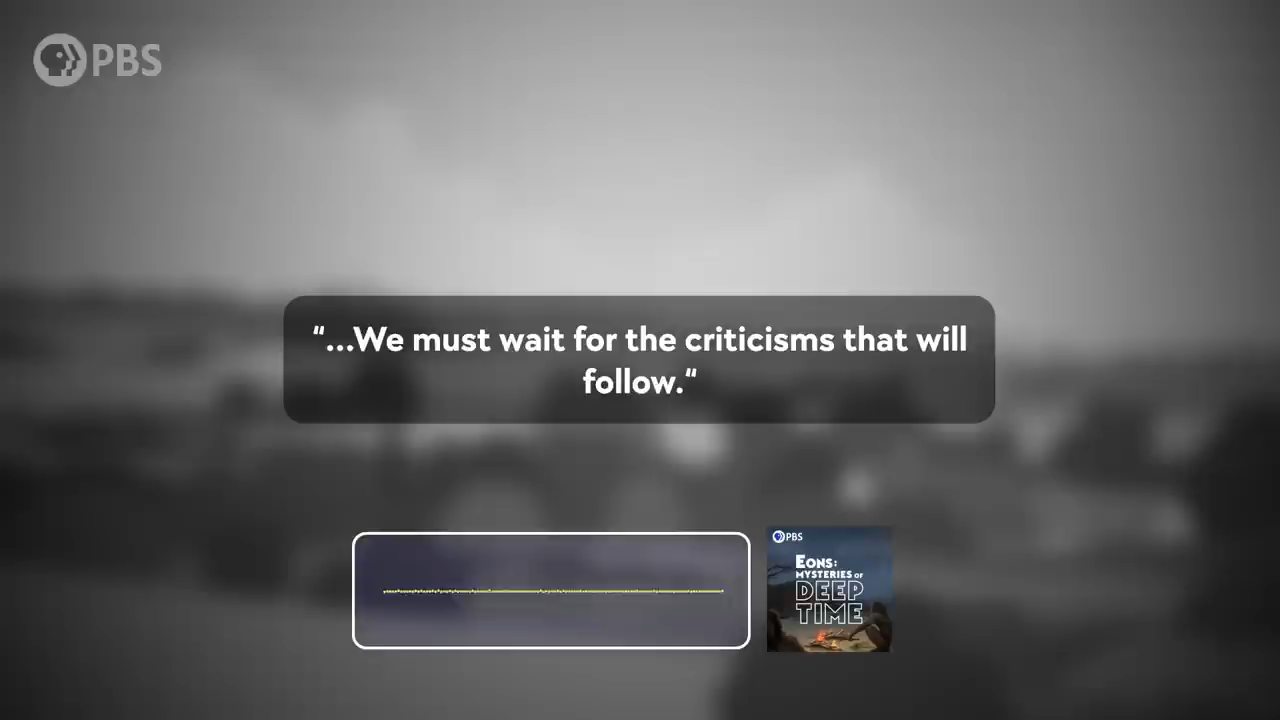 PBS
“...We must wait for the criticisms that will
follow.“
PBS
EONS:
MYSTERIES OF
DEEP
TIME